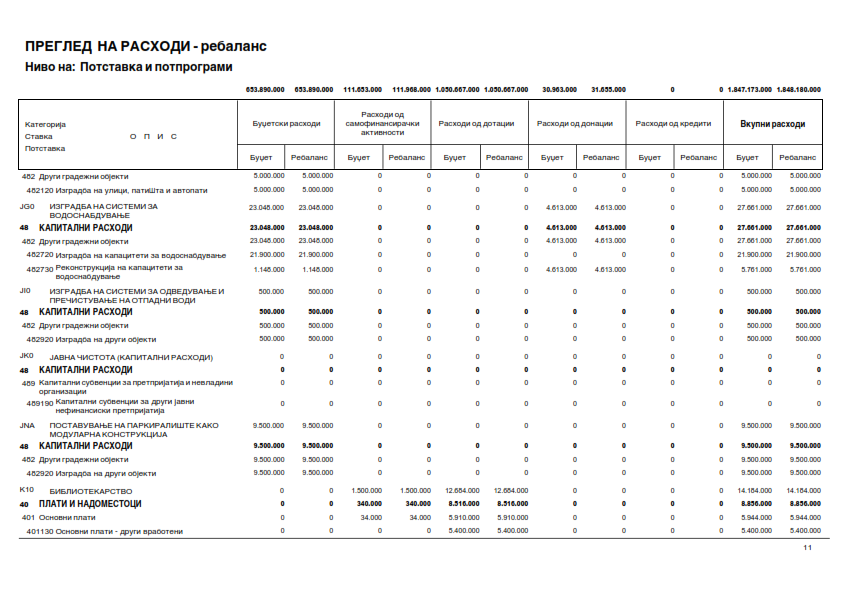 ПРЕГЛЕД НА РАСХОДИ - ребаланс
Ниво на: Потставка и потпрограми
653.890.000 653.890.000 111.653.000 111.968.000 1.050.667.000 1.050.667.000 30.963.000 31.655.000 0 0 1.847.173.000 1.848.180.000
Категорија
Ставка О П И С
Потставка
Буџетски расходи Расходи од самофинансирачки активности Расходи од дотации Расходи од донации Расходи од кредити Вкупни расходи
Буџет Ребаланс Буџет Ребаланс Буџет Ребаланс Буџет Ребаланс Буџет Ребаланс Буџет Ребаланс
482 Други градежни објекти 5.000.000 5.000.000 0 0 0 0 0 0 0 0 5.000.000 5.000.000
482120 Изградба на улици, патишта и автопати 5.000.000 5.000.000 0 0 0 0 0 0 0 0 5.000.000 5.000.000
JG0 ИЗГРАДБА НА СИСТЕМИ ЗА
ВОДОСНАБДУВАЊЕ 23.048.000 23.048.000 0 0 0 0 4.613.000 4.613.000 0 0 27.661.000 27.661.000
48 КАПИТАЛНИ РАСХОДИ 23.048.000 23.048.000 0 0 0 0 4.613.000 4.613.000 0 0 27.661.000 27.661.000
482 Други градежни објекти 23.048.000 23.048.000 0 0 0 0 4.613.000 4.613.000 0 0 27.661.000 27.661.000
482720 Изградба на капацитети за водоснабдување 21.900.000 21.900.000 0 0 0 0 0 0 0 0 21.900.000 21.900.000
482730 Реконструкција на капацитети за
водоснабдување 1.148.000 1.148.000 0 0 0 0 4.613.000 4.613.000 0 0 5.761.000 5.761.000
JI0 ИЗГРАДБА НА СИСТЕМИ ЗА ОДВЕДУВАЊЕ И
ПРЕЧИСТУВАЊЕ НА ОТПАДНИ ВОДИ 500.000 500.000 0 0 0 0 0 0 0 0 500.000 500.000
48 КАПИТАЛНИ РАСХОДИ 500.000 500.000 0 0 0 0 0 0 0 0 500.000 500.000
482 Други градежни објекти 500.000 500.000 0 0 0 0 0 0 0 0 500.000 500.000
482920 Изградба на други објекти 500.000 500.000 0 0 0 0 0 0 0 0 500.000 500.000
JK0 ЈАВНА ЧИСТОТА (КАПИТАЛНИ РАСХОДИ) 0 0 0 0 0 0 0 0 0 0 0 0
48 КАПИТАЛНИ РАСХОДИ 0 0 0 0 0 0 0 0 0 0 0 0
489 Капитални субвенции за претпријатија и невладини
организации 0 0 0 0 0 0 0 0 0 0 0 0
489190 Капитални субвенции за други јавни
нефинансиски претпријатија 0 0 0 0 0 0 0 0 0 0 0 0
JNA ПОСТАВУВАЊЕ НА ПАРКИРАЛИШТЕ КАКО
МОДУЛАРНА КОНСТРУКЦИЈА 9.500.000 9.500.000 0 0 0 0 0 0 0 0 9.500.000 9.500.000
48 КАПИТАЛНИ РАСХОДИ 9.500.000 9.500.000 0 0 0 0 0 0 0 0 9.500.000 9.500.000
482 Други градежни објекти 9.500.000 9.500.000 0 0 0 0 0 0 0 0 9.500.000 9.500.000
482920 Изградба на други објекти 9.500.000 9.500.000 0 0 0 0 0 0 0 0 9.500.000 9.500.000
K10 БИБЛИОТЕКАРСТВО 0 0 1.500.000 1.500.000 12.684.000 12.684.000 0 0 0 0 14.184.000 14.184.000
40 ПЛАТИ И НАДОМЕСТОЦИ 0 0 340.000 340.000 8.516.000 8.516.000 0 0 0 0 8.856.000 8.856.000
401 Основни плати 0 0 34.000 34.000 5.910.000 5.910.000 0 0 0 0 5.944.000 5.944.000
401130 Основни плати - други вработени 0 0 0 0 5.400.000 5.400.000 0 0 0 0 5.400.000 5.400.000
11